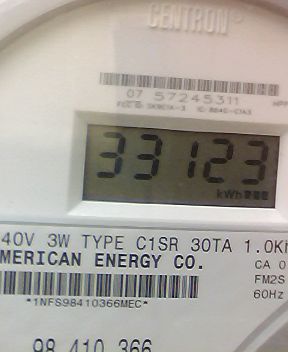 CENTRON®
07 57245311
33123
kWh
40V 3W TYPE C1SR 30TA 1.0K
MERICAN ENERGY CO.
CA 0
FM2S
60Hz
*1NFS98410366MEC*
98 410 366